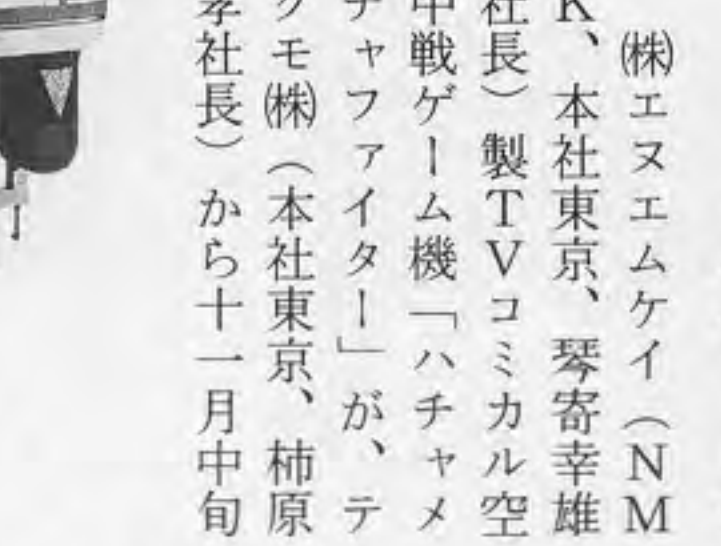 ㈱エヌエムケイ（NM
K、本社東京、琴寄幸雄
社長）製TVコミカル空
中戦ゲーム機「ハチャメ
チャファイター」が、テ
クモ㈱（本社東京、柿原
孝社長）から十一月中旬